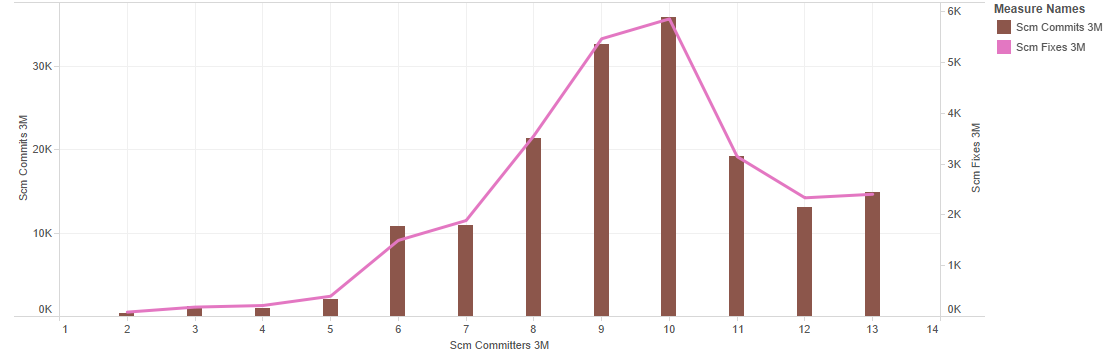 Measure Names
Scm Commits 3M
Scm Fixes 3M
Scm Commits 3M
30K
20K
10K
0K
6K
5K
4K
3K
2K
1K
0K
Scm Fixes 3M
1 2 3 4 5 6 7 8 9 10 11 12 13 14
Scm Committers 3M